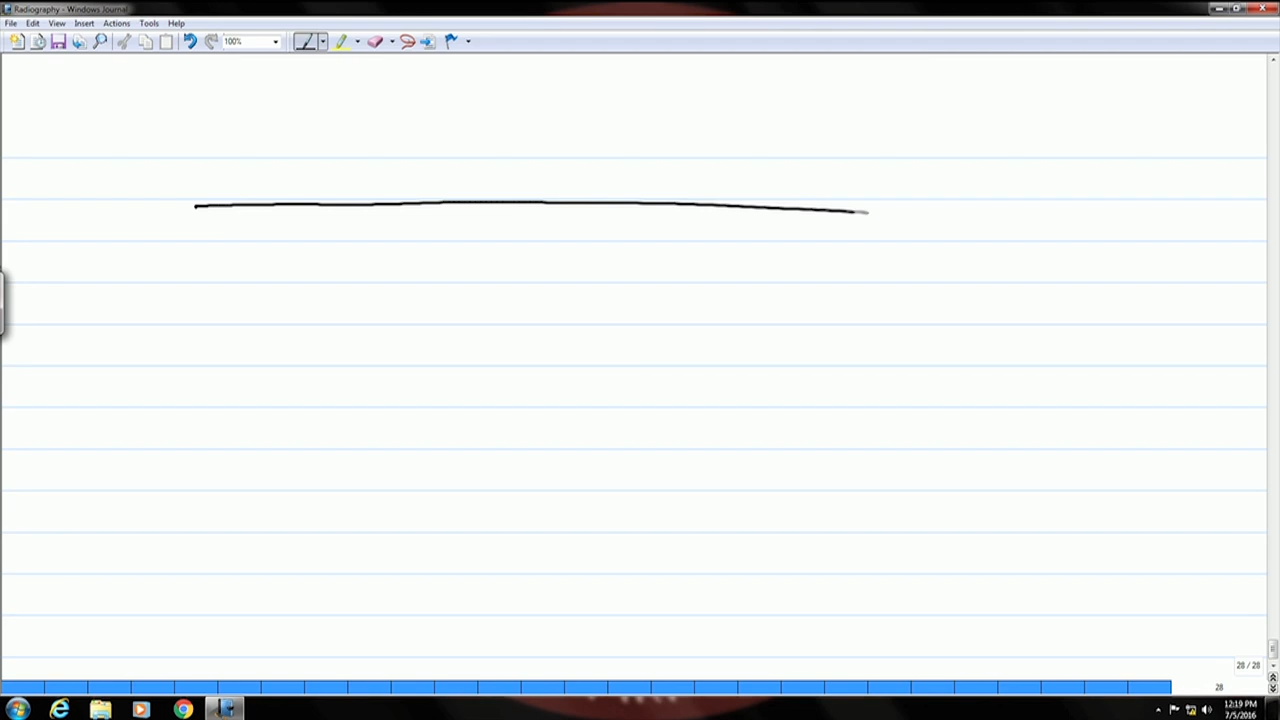 Radiography - Windows Journal
File Edit View Insert Actions Tools Help
100%
28 / 28
28
12:19 PM
7/5/2016